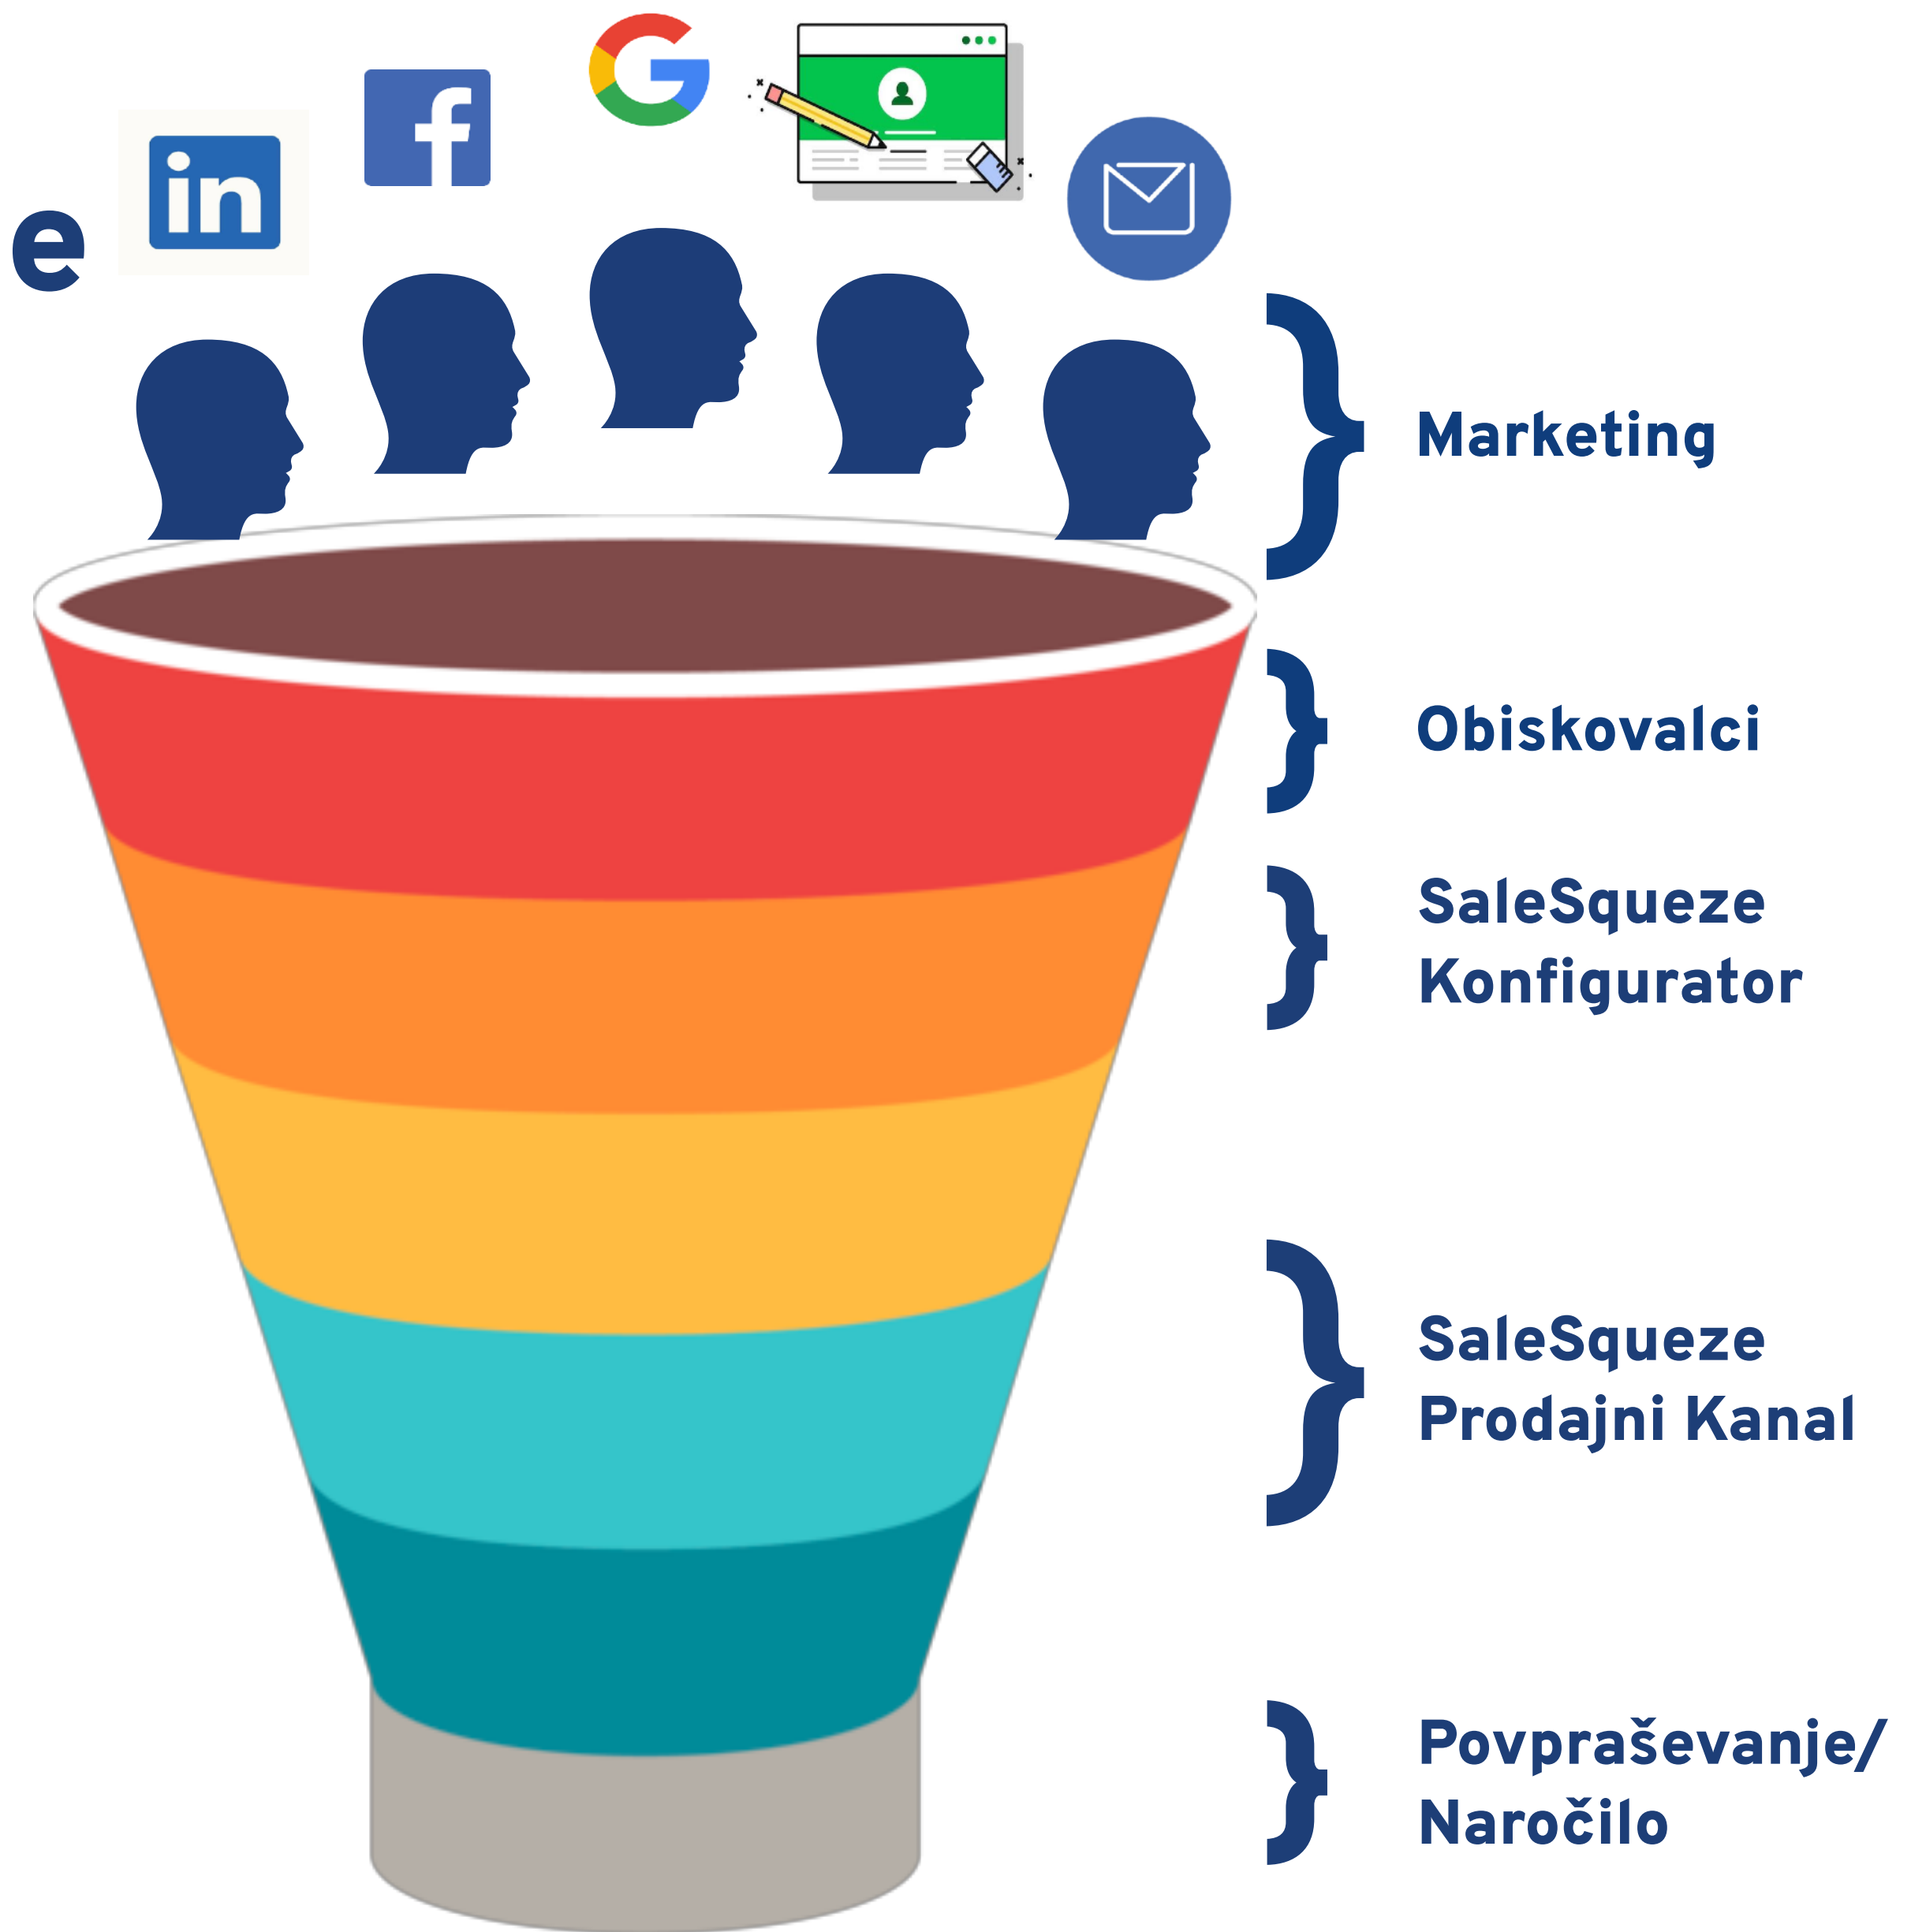 e
in
f
G
Marketing
Obiskovalci
SaleSqueze
Konfigurator
SaleSqueze
Prodajni Kanal
Povpraševanje/
Naročilo